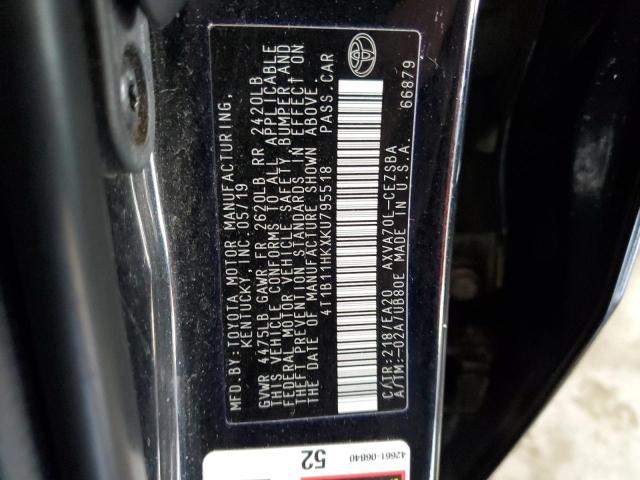 MFD.BY:TOYOTA MOTOR MANUFACTURING,
KENTUCKY, INC. 05/19
GVWR 4475LB GAWR FR 2620LB RR 2420LB
THIS VEHICLE CONFORMS TO ALL APPLICABLE
FEDERAL MOTOR VEHICLE SAFETY, BUMPER, AND
THEFT PREVENTION STANDARDS IN EFFECT ON
THE DATE OF MANUFACTURE SHOWN ABOVE.
4T1B11HKXKU795518 PASS.CAR
C/TR:218/EA20 AXVA70L-CEZSBA
A/TM:-02A/UB80E MADE IN U.S.A.
66879
52
42661-06B40